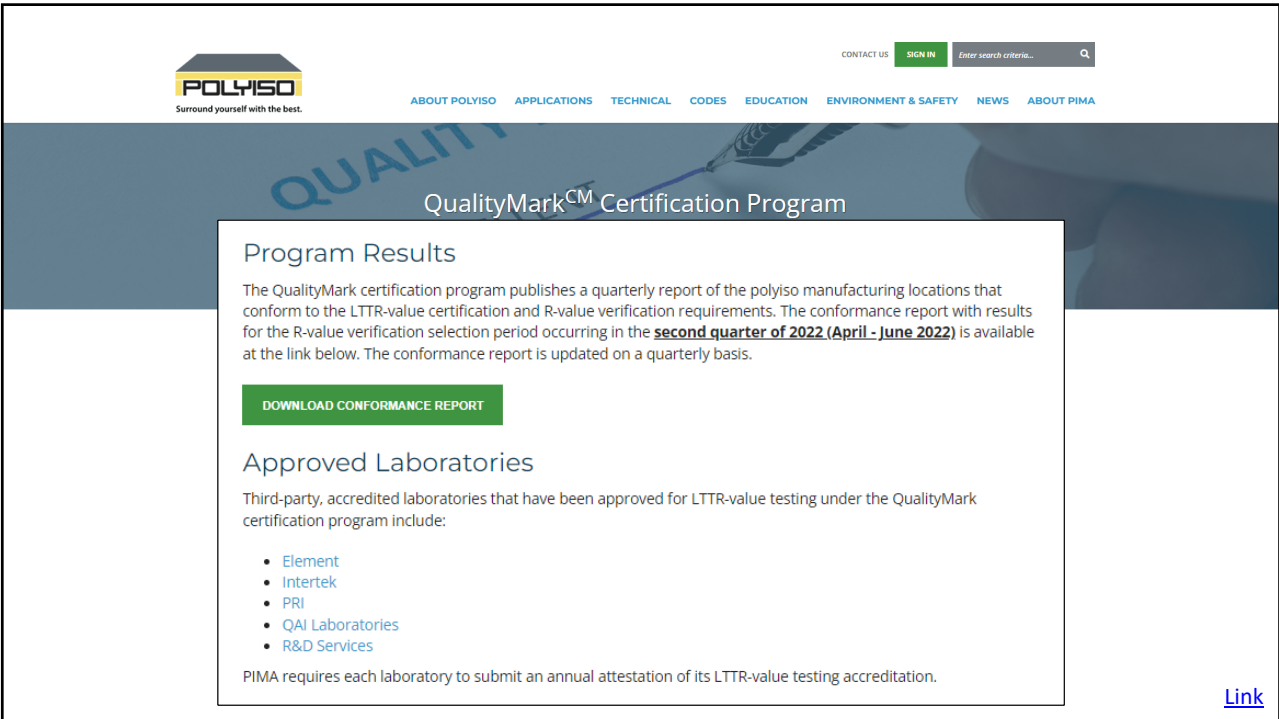 CONTACT US SIGN IN Enter search criteria...
POLYISO
Surround yourself with the best.
ABOUT POLYISO APPLICATIONS TECHNICAL CODES EDUCATION ENVIRONMENT & SAFETY NEWS ABOUT PIMA
QUALITY
QualityMark^CM Certification Program
Program Results
The QualityMark certification program publishes a quarterly report of the polyiso manufacturing locations that
conform to the LTTR-value certification and R-value verification requirements. The conformance report with results
for the R-value verification selection period occurring in the second quarter of 2022 (April - June 2022) is available
at the link below. The conformance report is updated on a quarterly basis.
DOWNLOAD CONFORMANCE REPORT
Approved Laboratories
Third-party, accredited laboratories that have been approved for LTTR-value testing under the QualityMark
certification program include:
• Element
• Intertek
• PRI
• QAI Laboratories
• R&D Services
PIMA requires each laboratory to submit an annual attestation of its LTTR-value testing accreditation.
Link